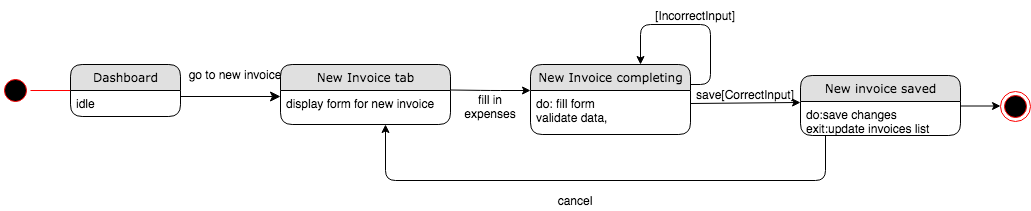 [IncorrectInput]
Dashboard
idle
go to new invoice
New Invoice tab
display form for new invoice
fill in
expenses
New Invoice completing
do: fill form
validate data,
save[CorrectInput]
New invoice saved
do:save changes
exit:update invoices list
cancel